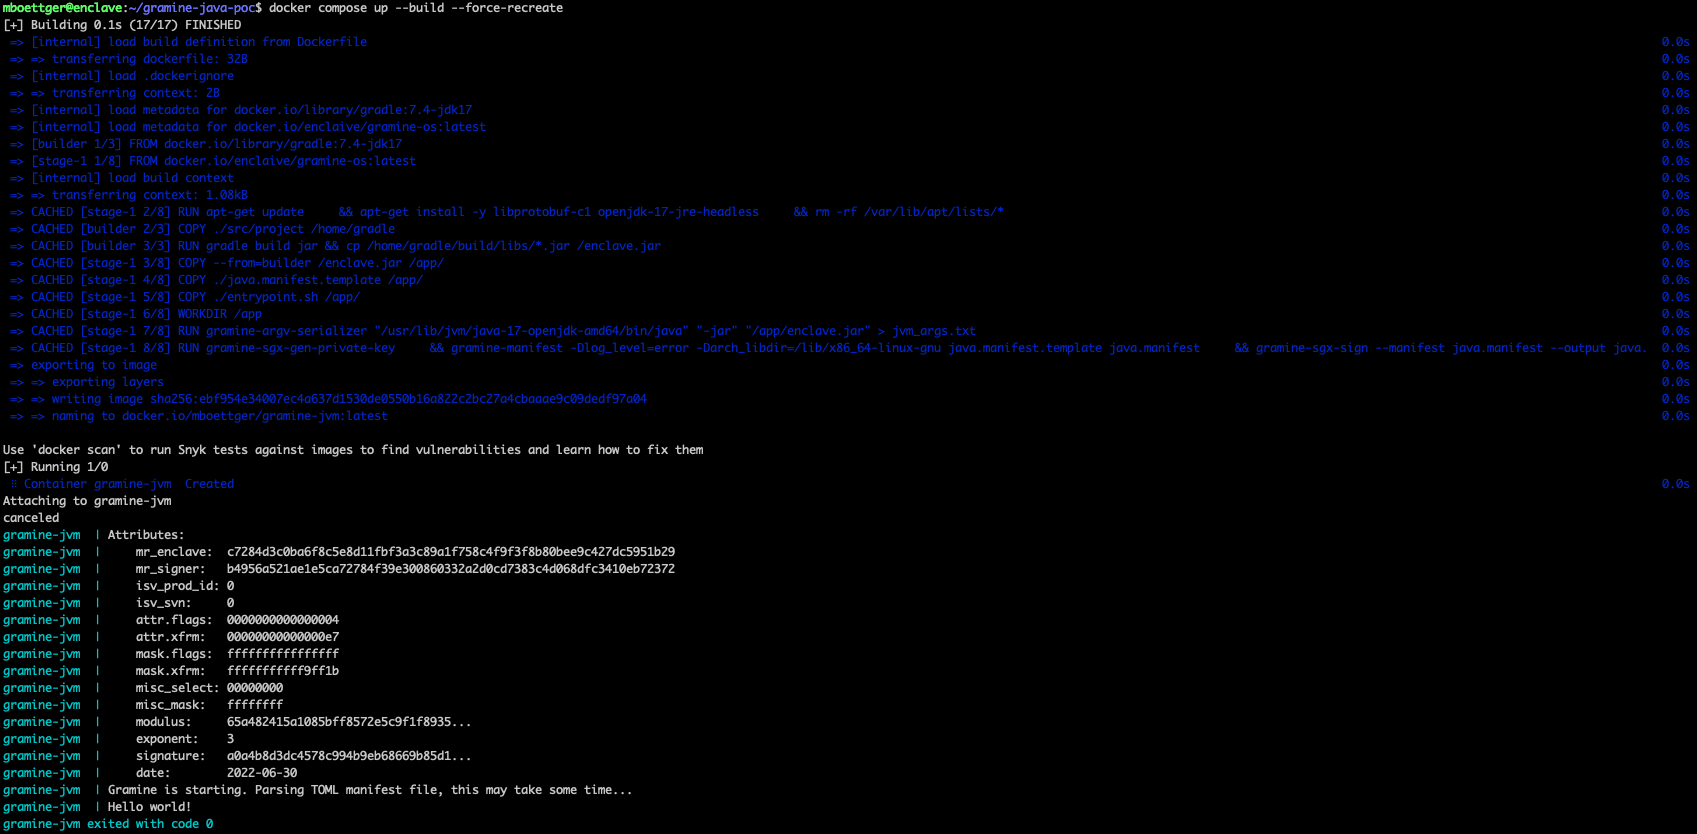 mboettger@enclave:~/gramine-java-poc$ docker compose up --build --force-recreate
[+] Building 0.1s (17/17) FINISHED
=> [internal] load build definition from Dockerfile 0.0s
=> => transferring dockerfile: 32B 0.0s
=> [internal] load .dockerignore 0.0s
=> => transferring context: 2B 0.0s
=> [internal] load metadata for docker.io/library/gradle:7.4-jdk17 0.0s
=> [internal] load metadata for docker.io/enclaive/gramine-os:latest 0.0s
=> [builder 1/3] FROM docker.io/library/gradle:7.4-jdk17 0.0s
=> [stage-1 1/8] FROM docker.io/enclaive/gramine-os:latest 0.0s
=> [internal] load build context 0.0s
=> => transferring context: 1.08kB 0.0s
=> CACHED [stage-1 2/8] RUN apt-get update     && apt-get install -y libprotobuf-c1 openjdk-17-jre-headless     && rm -rf /var/lib/apt/lists/* 0.0s
=> CACHED [builder 2/3] COPY ./src/project /home/gradle 0.0s
=> CACHED [builder 3/3] RUN gradle build jar && cp /home/gradle/build/libs/*.jar /enclave.jar 0.0s
=> CACHED [stage-1 3/8] COPY --from=builder /enclave.jar /app/ 0.0s
=> CACHED [stage-1 4/8] COPY ./java.manifest.template /app/ 0.0s
=> CACHED [stage-1 5/8] COPY ./entrypoint.sh /app/ 0.0s
=> CACHED [stage-1 6/8] WORKDIR /app 0.0s
=> CACHED [stage-1 7/8] RUN gramine-argv-serializer "/usr/lib/jvm/java-17-openjdk-amd64/bin/java" "-jar" "/app/enclave.jar" > jvm_args.txt 0.0s
=> CACHED [stage-1 8/8] RUN gramine-sgx-gen-private-key     && gramine-manifest -Dlog_level=error -Darch_libdir=/lib/x86_64-linux-gnu java.manifest.template java.manifest     && gramine-sgx-sign --manifest java.manifest --output java. 0.0s
=> exporting to image 0.0s
=> => exporting layers 0.0s
=> => writing image sha256:ebf954e34007ec4a637d1530de0550b16a822c2bc27a4cbaaae9c09dedf97a04 0.0s
=> => naming to docker.io/mboettger/gramine-jvm:latest 0.0s
Use 'docker scan' to run Snyk tests against images to find vulnerabilities and learn how to fix them
[+] Running 1/0
⠿ Container gramine-jvm  Created 0.0s
Attaching to gramine-jvm
canceled
gramine-jvm  | Attributes:
gramine-jvm  |     mr_enclave:  c7284d3c0ba6f8c5e8d11fbf3a3c89a1f758c4f9f3f8b80bee9c427dc5951b29
gramine-jvm  |     mr_signer:   b4956a521ae1e5ca72784f39e300860332a2d0cd7383c4d068dfc3410eb72372
gramine-jvm  |     isv_prod_id: 0
gramine-jvm  |     isv_svn:     0
gramine-jvm  |     attr.flags:  0000000000000004
gramine-jvm  |     attr.xfrm:   00000000000000e7
gramine-jvm  |     mask.flags:  ffffffffffffffff
gramine-jvm  |     mask.xfrm:   fffffffffff9ff1b
gramine-jvm  |     misc_select: 00000000
gramine-jvm  |     misc_mask:   ffffffff
gramine-jvm  |     modulus:     65a482415a1085bff8572e5c9f1f8935...
gramine-jvm  |     exponent:    3
gramine-jvm  |     signature:   a0a4b8d3dc4578c994b9eb68669b85d1...
gramine-jvm  |     date:        2022-06-30
gramine-jvm  | Gramine is starting. Parsing TOML manifest file, this may take some time...
gramine-jvm  | Hello world!
gramine-jvm exited with code 0